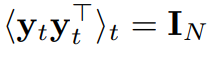 ⟨y_t y_t^⊤⟩_t = I_N